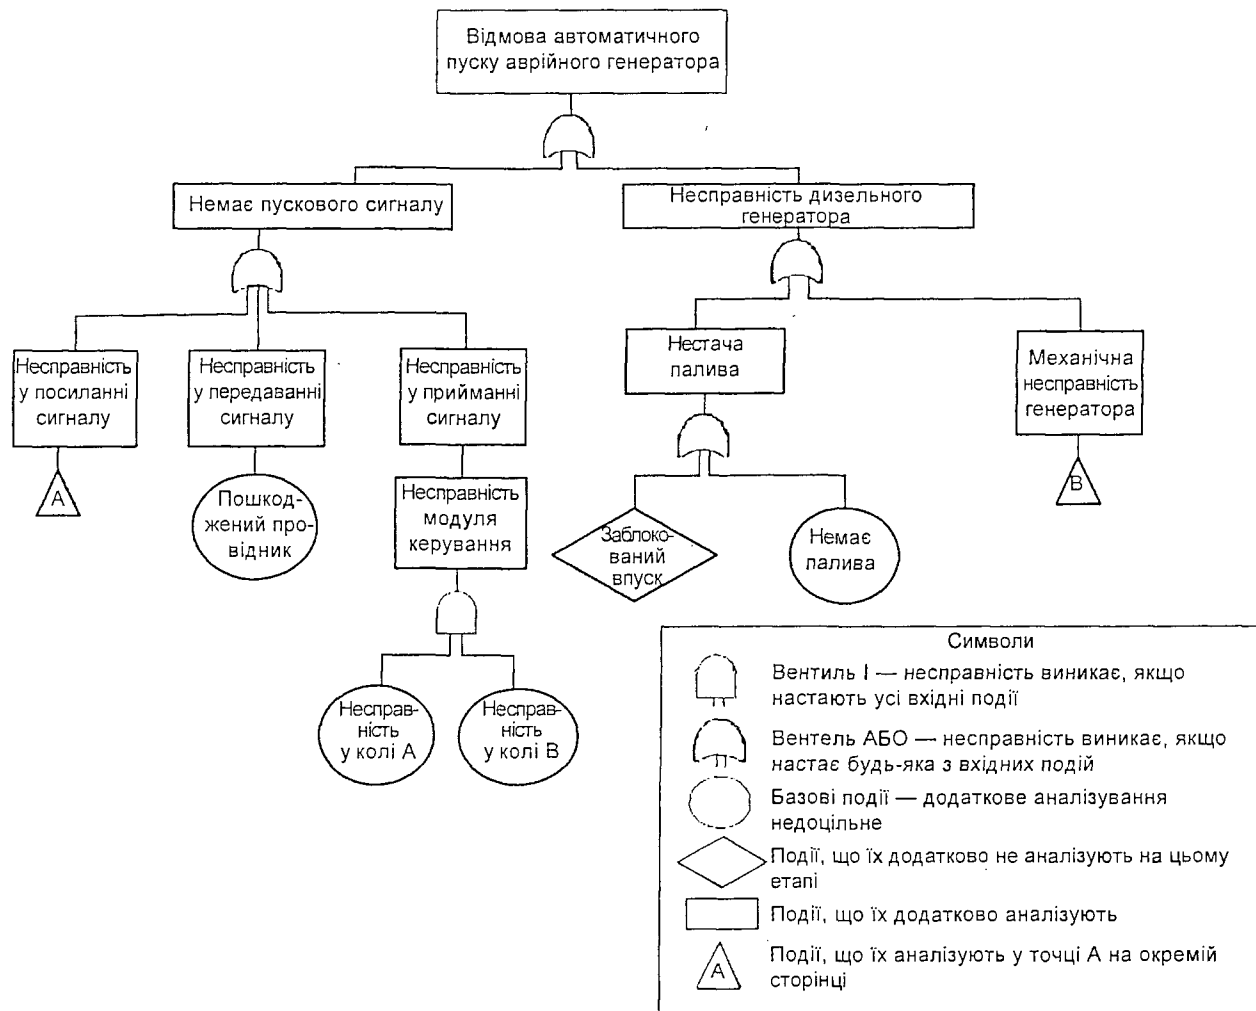 Відмова автоматичного
пуску аврійного генератора
Немає пускового сигналу
Несправність дизельного
генератора
Несправність
у посиланні
сигналу
Несправність
у передаванні
сигналу
Несправність
у прийманні
сигналу
Нестача
палива
Механічна
несправність
генератора
A
Пошкод-
жений про-
відник
Несправність
модуля
керування
Заблоко-
ваний
впуск
Немає
палива
B
Несправ-
ність
у колі А
Несправ-
ність
у колі В
Символи
Вентиль І — несправність виникає, якщо
настають усі вхідні події
Вентель АБО — несправність виникає, якщо
настає будь-яка з вхідних подій
Базові події — додаткове аналізування
недоцільне
Події, що їх додатково не аналізують на цьому
етапі
Події, що їх додатково аналізують
A
Події, що їх аналізують у точці А на окремій
сторінці